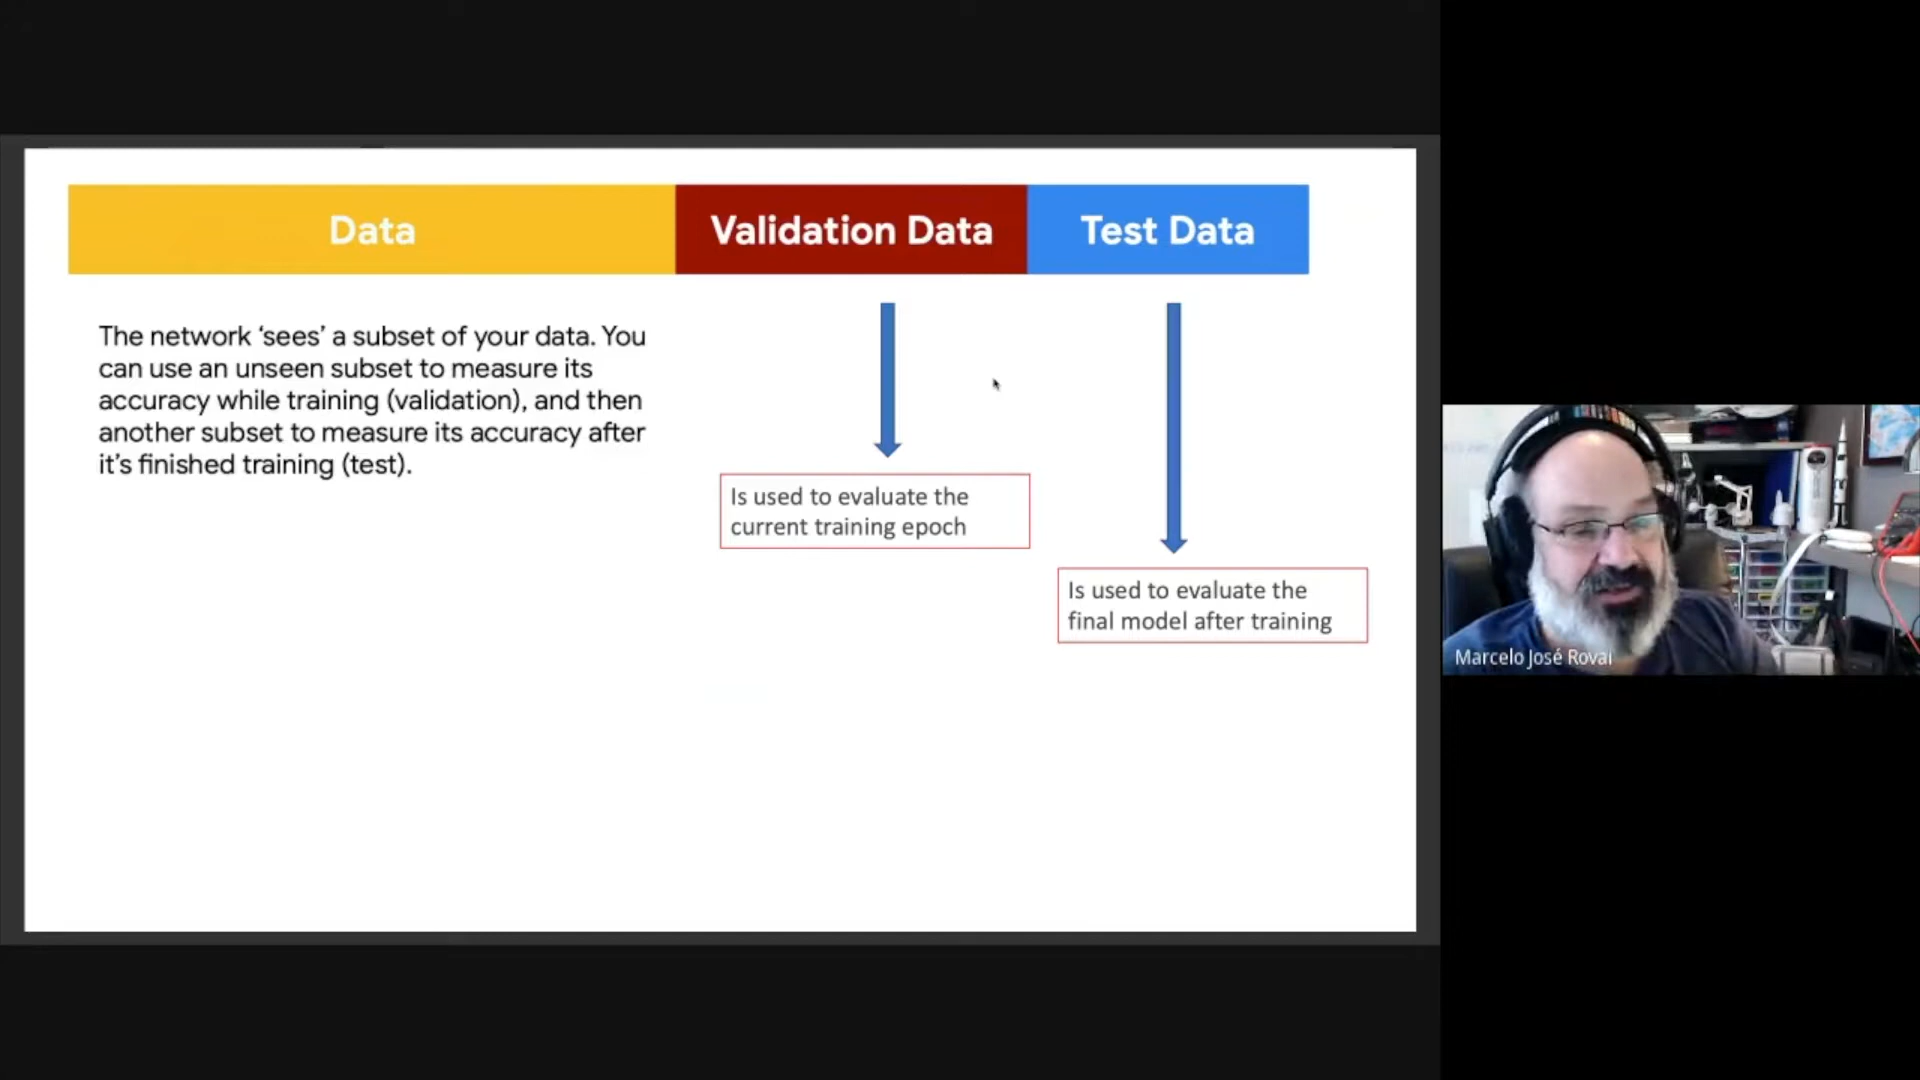 Data
Validation Data
Test Data
The network ‘sees’ a subset of your data. You
can use an unseen subset to measure its
accuracy while training (validation), and then
another subset to measure its accuracy after
it’s finished training (test).
Is used to evaluate the
current training epoch
Is used to evaluate the
final model after training
Marcelo José Rovai